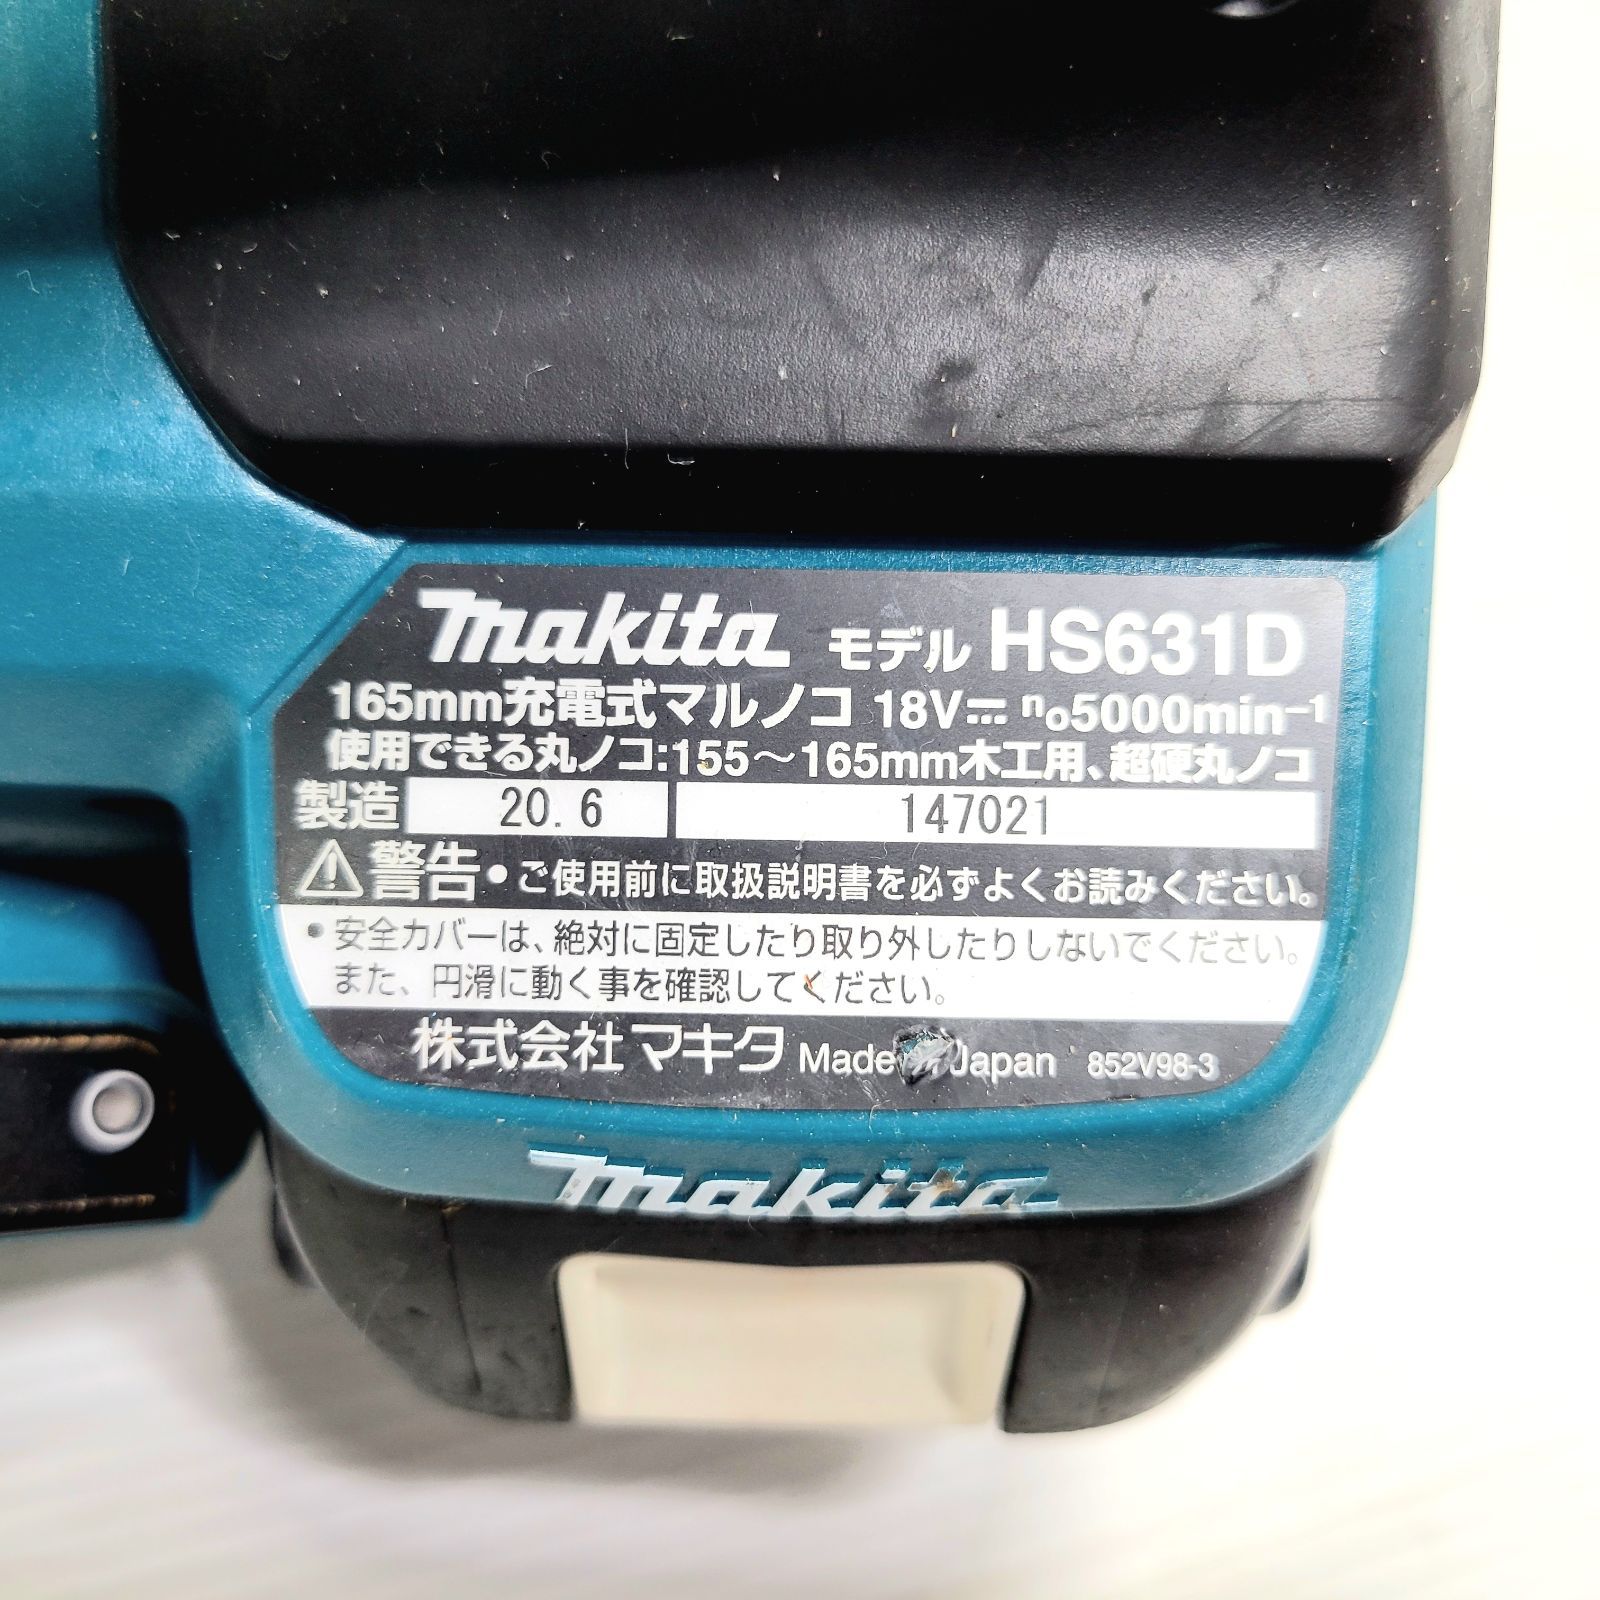 makita モデル HS631D
165mm充電式マルノコ 18V⎓ n₀5000min⁻¹
使用できる丸ノコ:155～165mm木工用、超硬丸ノコ
製造 20. 6 147021
⚠警告•ご使用前に取扱説明書を必ずよくお読みください。
•安全カバーは、絶対に固定したり取り外したりしないでください。
また、円滑に動く事を確認してください。
株式会社マキタ Made Japan 852V98-3
makita